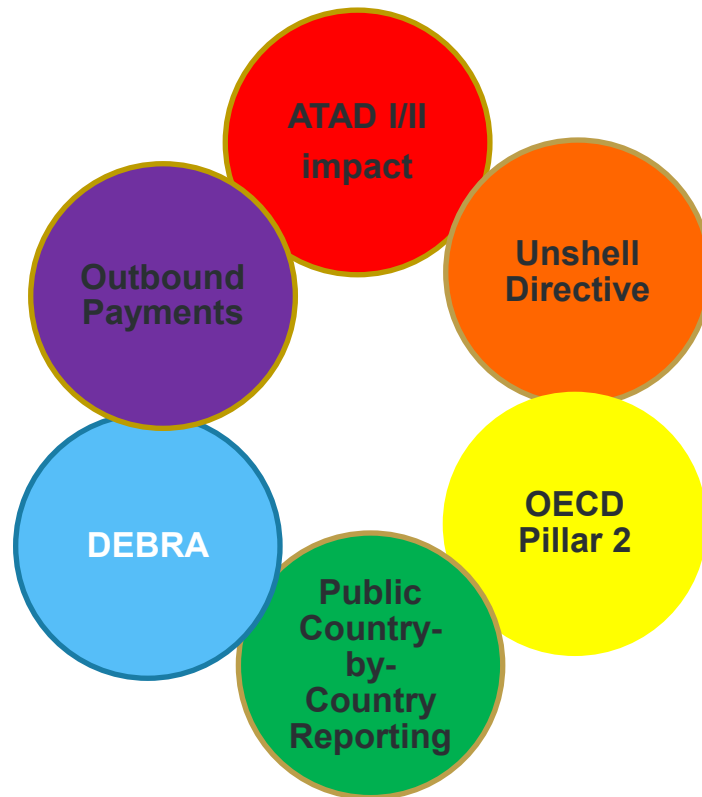 ATAD I/II
impact
Unshell
Directive
OECD
Pillar 2
Public
Country-
by-
Country
Reporting
DEBRA
Outbound
Payments